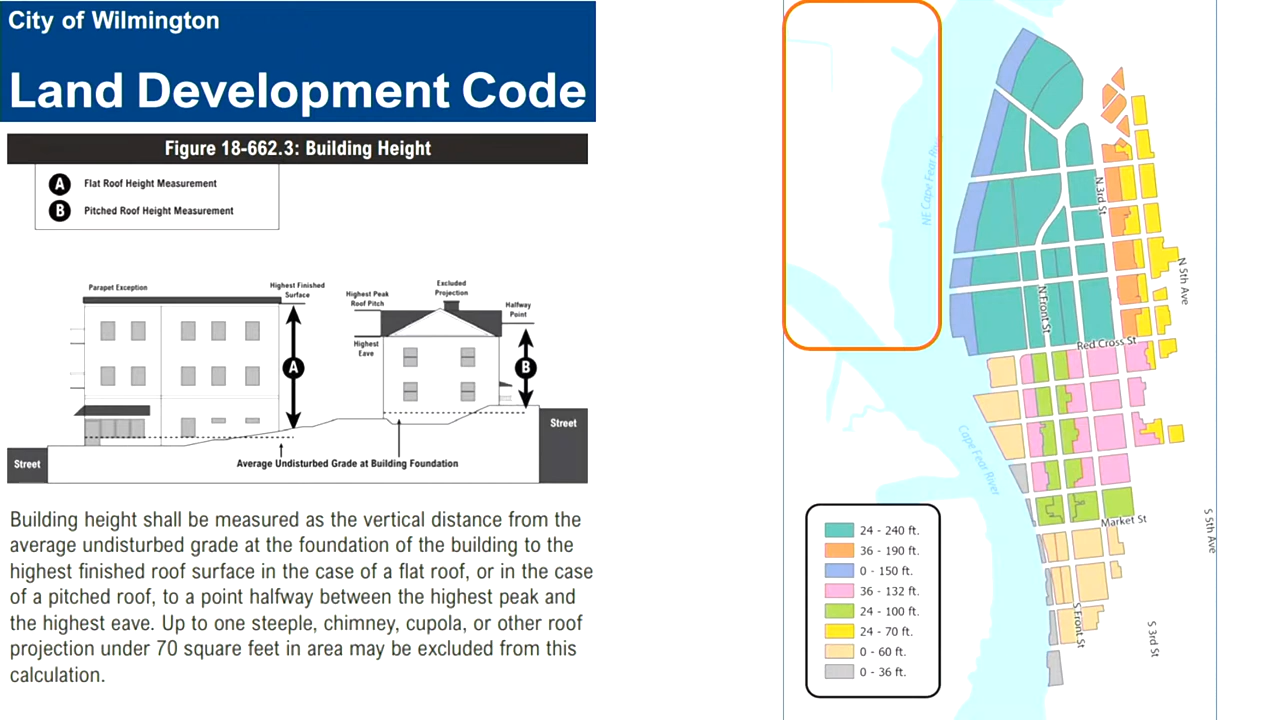 City of Wilmington
Land Development Code
Figure 18-662.3: Building Height
A Flat Roof Height Measurement
B Pitched Roof Height Measurement
Parapet Exception
Highest Finished
Surface
Highest Peak
Roof Pitch
Excluded
Projection
Halfway
Point
Highest
Eave
A
B
Street
Street
Average Undisturbed Grade at Building Foundation
Building height shall be measured as the vertical distance from the
average undisturbed grade at the foundation of the building to the
highest finished roof surface in the case of a flat roof, or in the case
of a pitched roof, to a point halfway between the highest peak and
the highest eave. Up to one steeple, chimney, cupola, or other roof
projection under 70 square feet in area may be excluded from this
calculation.
NE Cape Fear River
N 3rd St
N 5th Ave
N Front St
Red Cross St
Cape Fear River
Market St
S 5th Ave
S Front St
S 3rd St
24 - 240 ft.
36 - 190 ft.
0 - 150 ft.
36 - 132 ft.
24 - 100 ft.
24 - 70 ft.
0 - 60 ft.
0 - 36 ft.